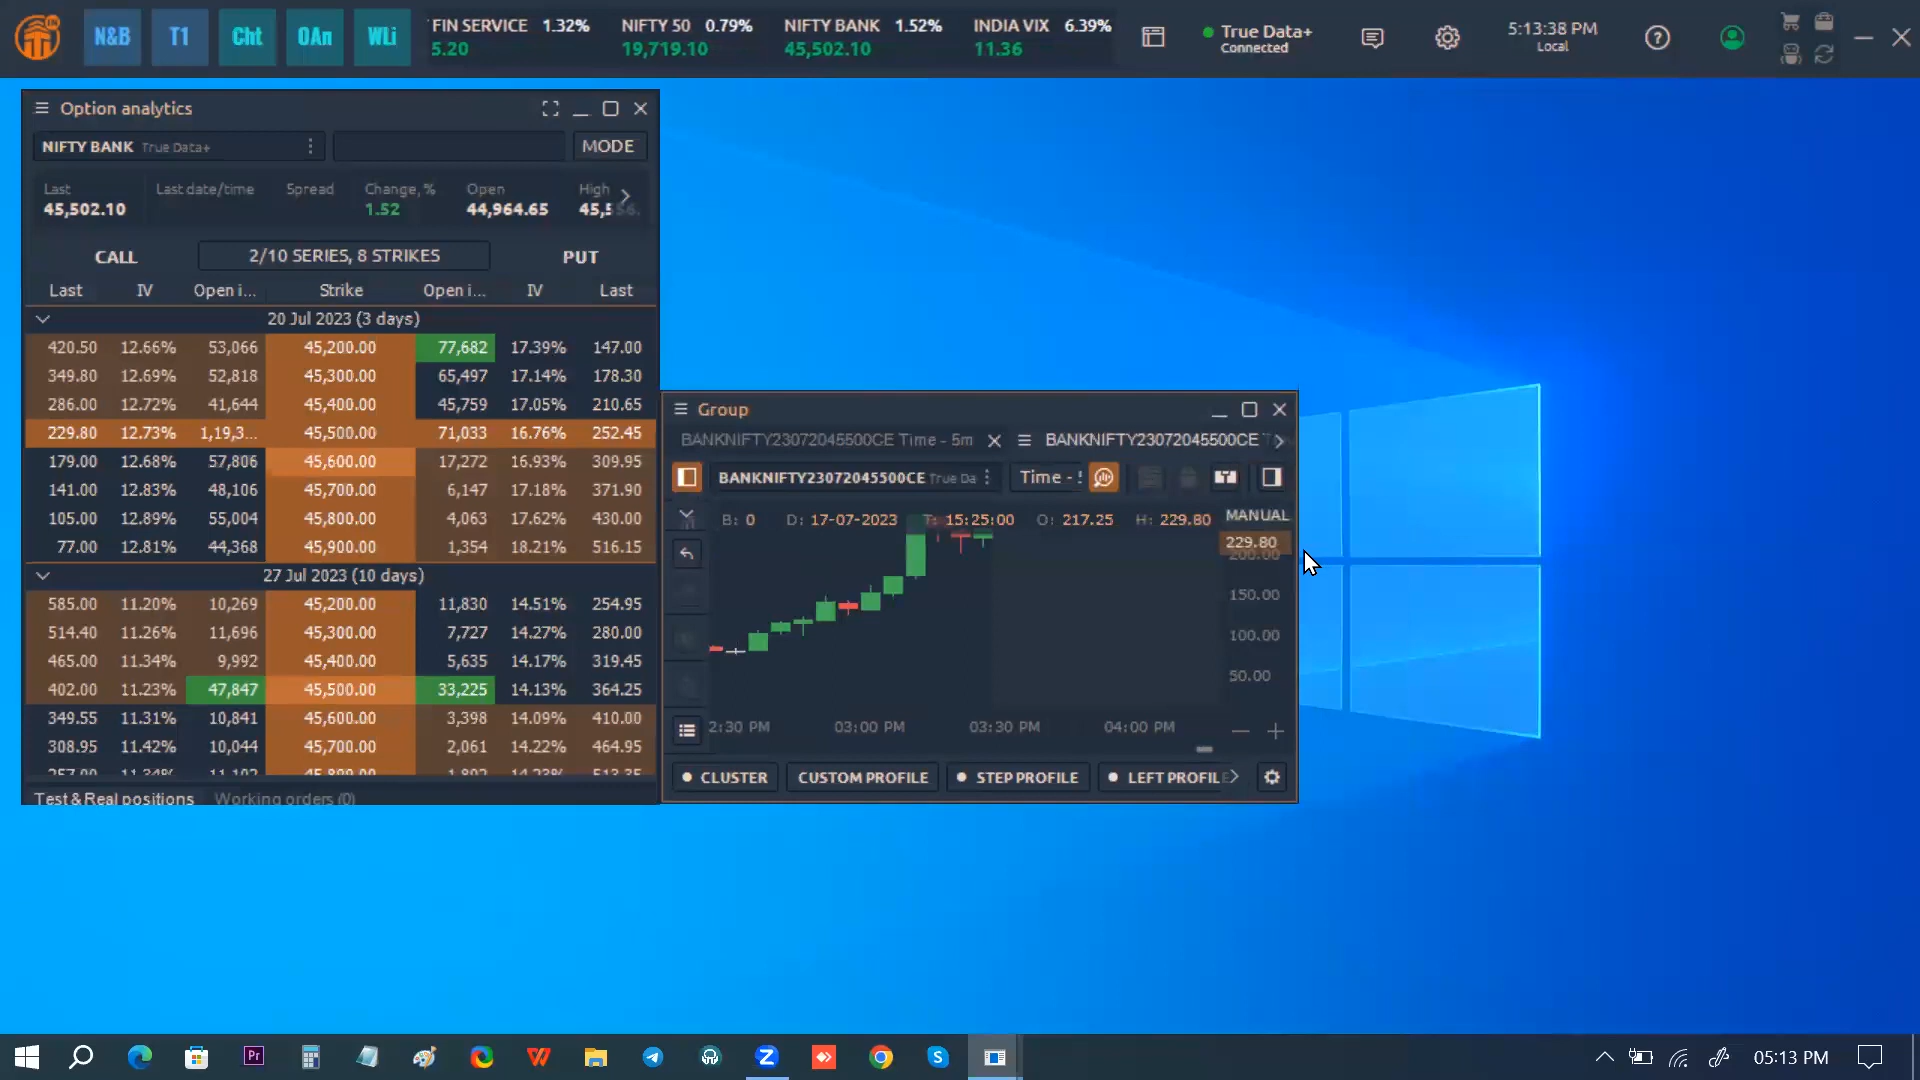 N&B T1 Cht OAn WLi
FIN SERVICE 1.32%
5.20
NIFTY 50 0.79%
19,719.10
NIFTY BANK 1.52%
45,502.10
INDIA VIX 6.39%
11.36
True Data+
Connected
5:13:38 PM
Local
Option analytics
NIFTY BANK True Data+
MODE
Last Last date/time Spread Change, % Open High
45,502.10 1.52 44,964.65
CALL 2/10 SERIES, 8 STRIKES PUT
Last IV Open i... Strike Open i... IV Last
20 Jul 2023 (3 days)
420.50 12.66% 53,066 45,200.00 77,682 17.39% 147.00
349.80 12.69% 52,818 45,300.00 65,497 17.14% 178.30
286.00 12.72% 41,644 45,400.00 45,759 17.05% 210.65
229.80 12.73% 1,19,3... 45,500.00 71,033 16.76% 252.45
179.00 12.68% 57,806 45,600.00 17,272 16.93% 309.95
141.00 12.83% 48,106 45,700.00 6,147 17.18% 371.90
105.00 12.89% 55,004 45,800.00 4,063 17.62% 430.00
77.00 12.81% 44,368 45,900.00 1,354 18.21% 516.15
27 Jul 2023 (10 days)
585.00 11.20% 10,269 45,200.00 11,830 14.51% 254.95
514.40 11.26% 11,696 45,300.00 7,727 14.27% 280.00
465.00 11.34% 9,992 45,400.00 5,635 14.17% 319.45
402.00 11.23% 47,847 45,500.00 33,225 14.13% 364.25
349.55 11.31% 10,841 45,600.00 3,398 14.09% 410.00
308.95 11.42% 10,044 45,700.00 2,061 14.22% 464.95
Test & Real positions Working orders (0)
Group
BANKNIFTY23072045500CE Time - 5m BANKNIFTY23072045500CE
BANKNIFTY23072045500CE True Da Time -
B: 0 D: 17-07-2023 T: 15:25:00 O: 217.25 H: 229.80
MANUAL
229.80
200.00
150.00
100.00
50.00
2:30 PM 03:00 PM 03:30 PM 04:00 PM
CLUSTER CUSTOM PROFILE STEP PROFILE LEFT PROFILE
Pr
05:13 PM